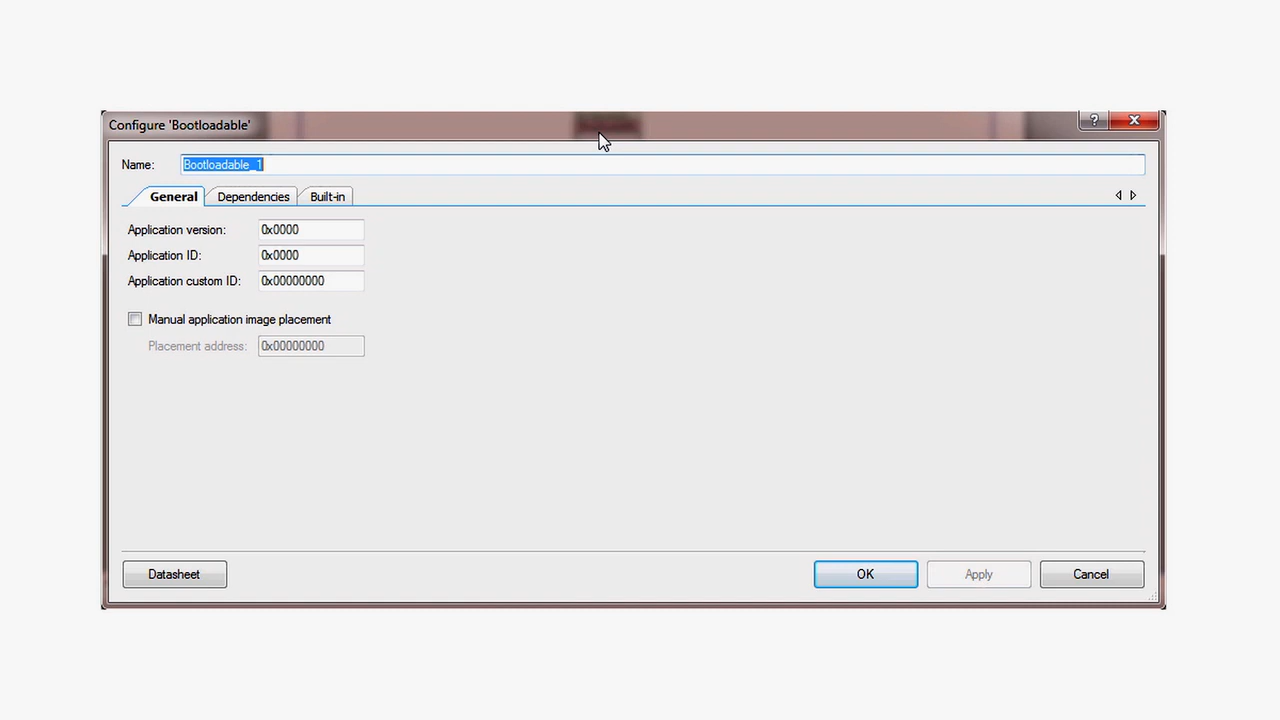 Configure 'Bootloadable'
?
Name: Bootloadable_1
General Dependencies Built-in
Application version: 0x0000
Application ID: 0x0000
Application custom ID: 0x00000000
Manual application image placement
Placement address: 0x00000000
Datasheet OK Apply Cancel